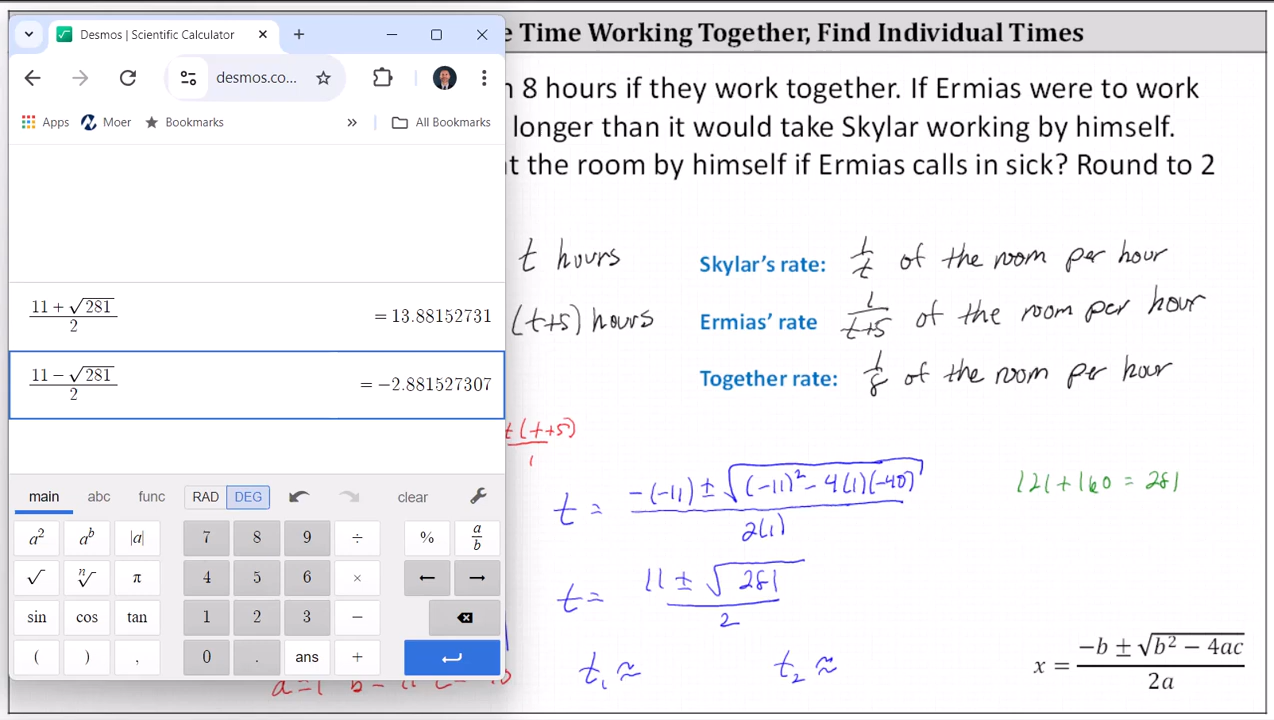 Desmos | Scientific Calculator
e Time Working Together, Find Individual Times
desmos.co...
Apps Moer Bookmarks » All Bookmarks
8 hours if they work together. If Ermias were to work
longer than it would take Skylar working by himself.
the room by himself if Ermias calls in sick? Round to 2
t hours
Skylar's rate: 1/t of the room per hour
(t+5) hours
Ermias' rate 1/(t+5) of the room per hour
Together rate: 1/8 of the room per hour
(11 + √281)/2 = 13.88152731
(11 − √281)/2 = −2.881527307
t(t+5)/1
main abc func RAD DEG clear
a² aᵇ |a| 7 8 9 ÷ % a/b
√ ⁿ√ π 4 5 6 × ← →
sin cos tan 1 2 3 −
( ) , 0 . ans +
t = (-(-11) ± √((-11)² - 4(1)(-40)))/2(1)
121 + 160 = 281
t = (11 ± √281)/2
t₁ ≈ t₂ ≈
x = (−b ± √(b² − 4ac))/2a